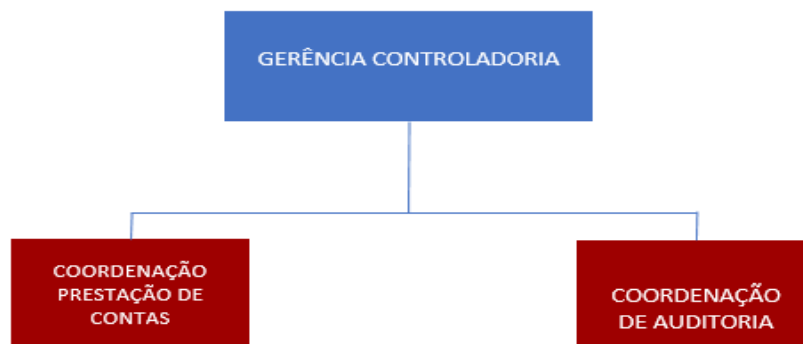 GERÊNCIA CONTROLADORIA
COORDENAÇÃO
PRESTAÇÃO DE
CONTAS
COORDENAÇÃO
DE AUDITORIA